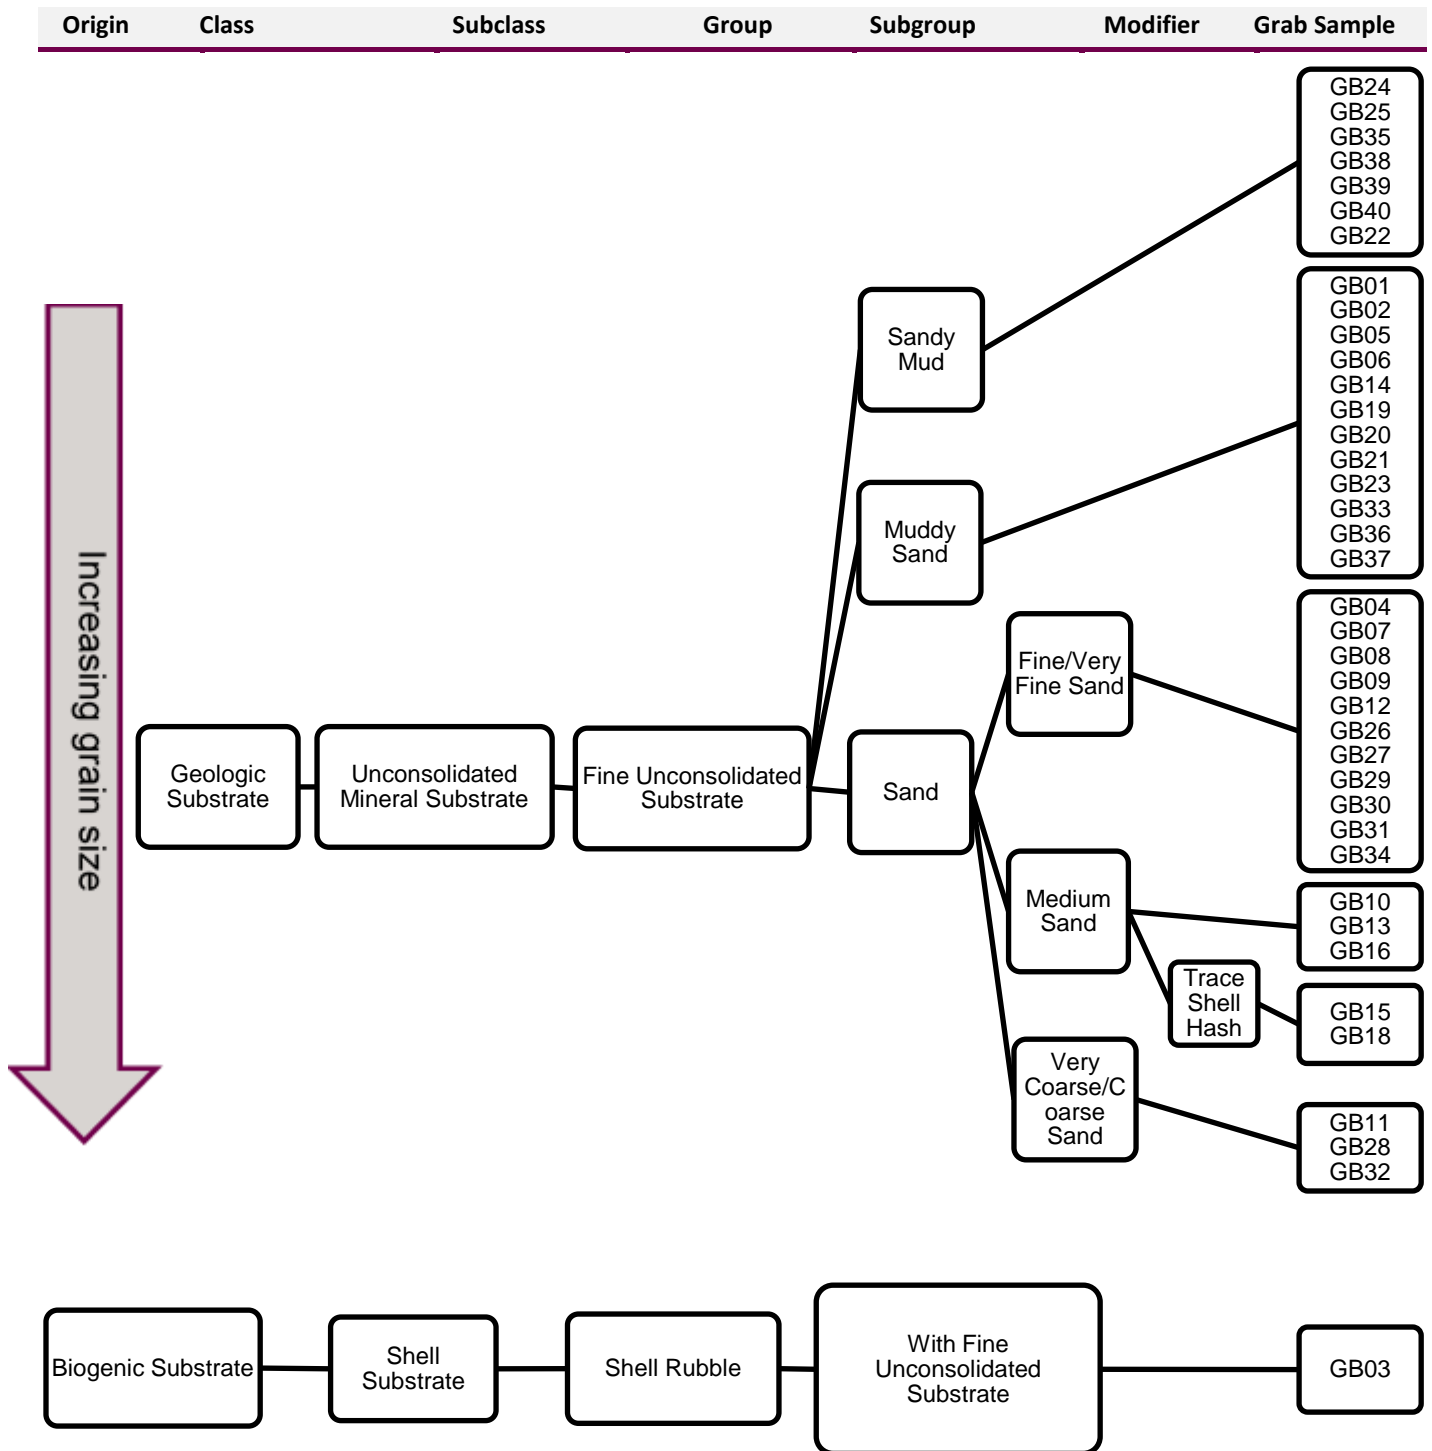 Origin Class Subclass Group Subgroup Modifier Grab Sample
GB24
GB25
GB35
GB38
GB39
GB40
GB22
Sandy
Mud
GB01
GB02
GB05
GB06
GB14
GB19
GB20
GB21
GB23
GB33
GB36
GB37
Muddy
Sand
Increasing grain size
Geologic
Substrate
Unconsolidated
Mineral Substrate
Fine Unconsolidated
Substrate
Sand
Fine/Very
Fine Sand
GB04
GB07
GB08
GB09
GB12
GB26
GB27
GB29
GB30
GB31
GB34
Medium
Sand
GB10
GB13
GB16
Trace
Shell
Hash
GB15
GB18
Very
Coarse/C
oarse
Sand
GB11
GB28
GB32
Biogenic Substrate
Shell
Substrate
Shell Rubble
With Fine
Unconsolidated
Substrate
GB03